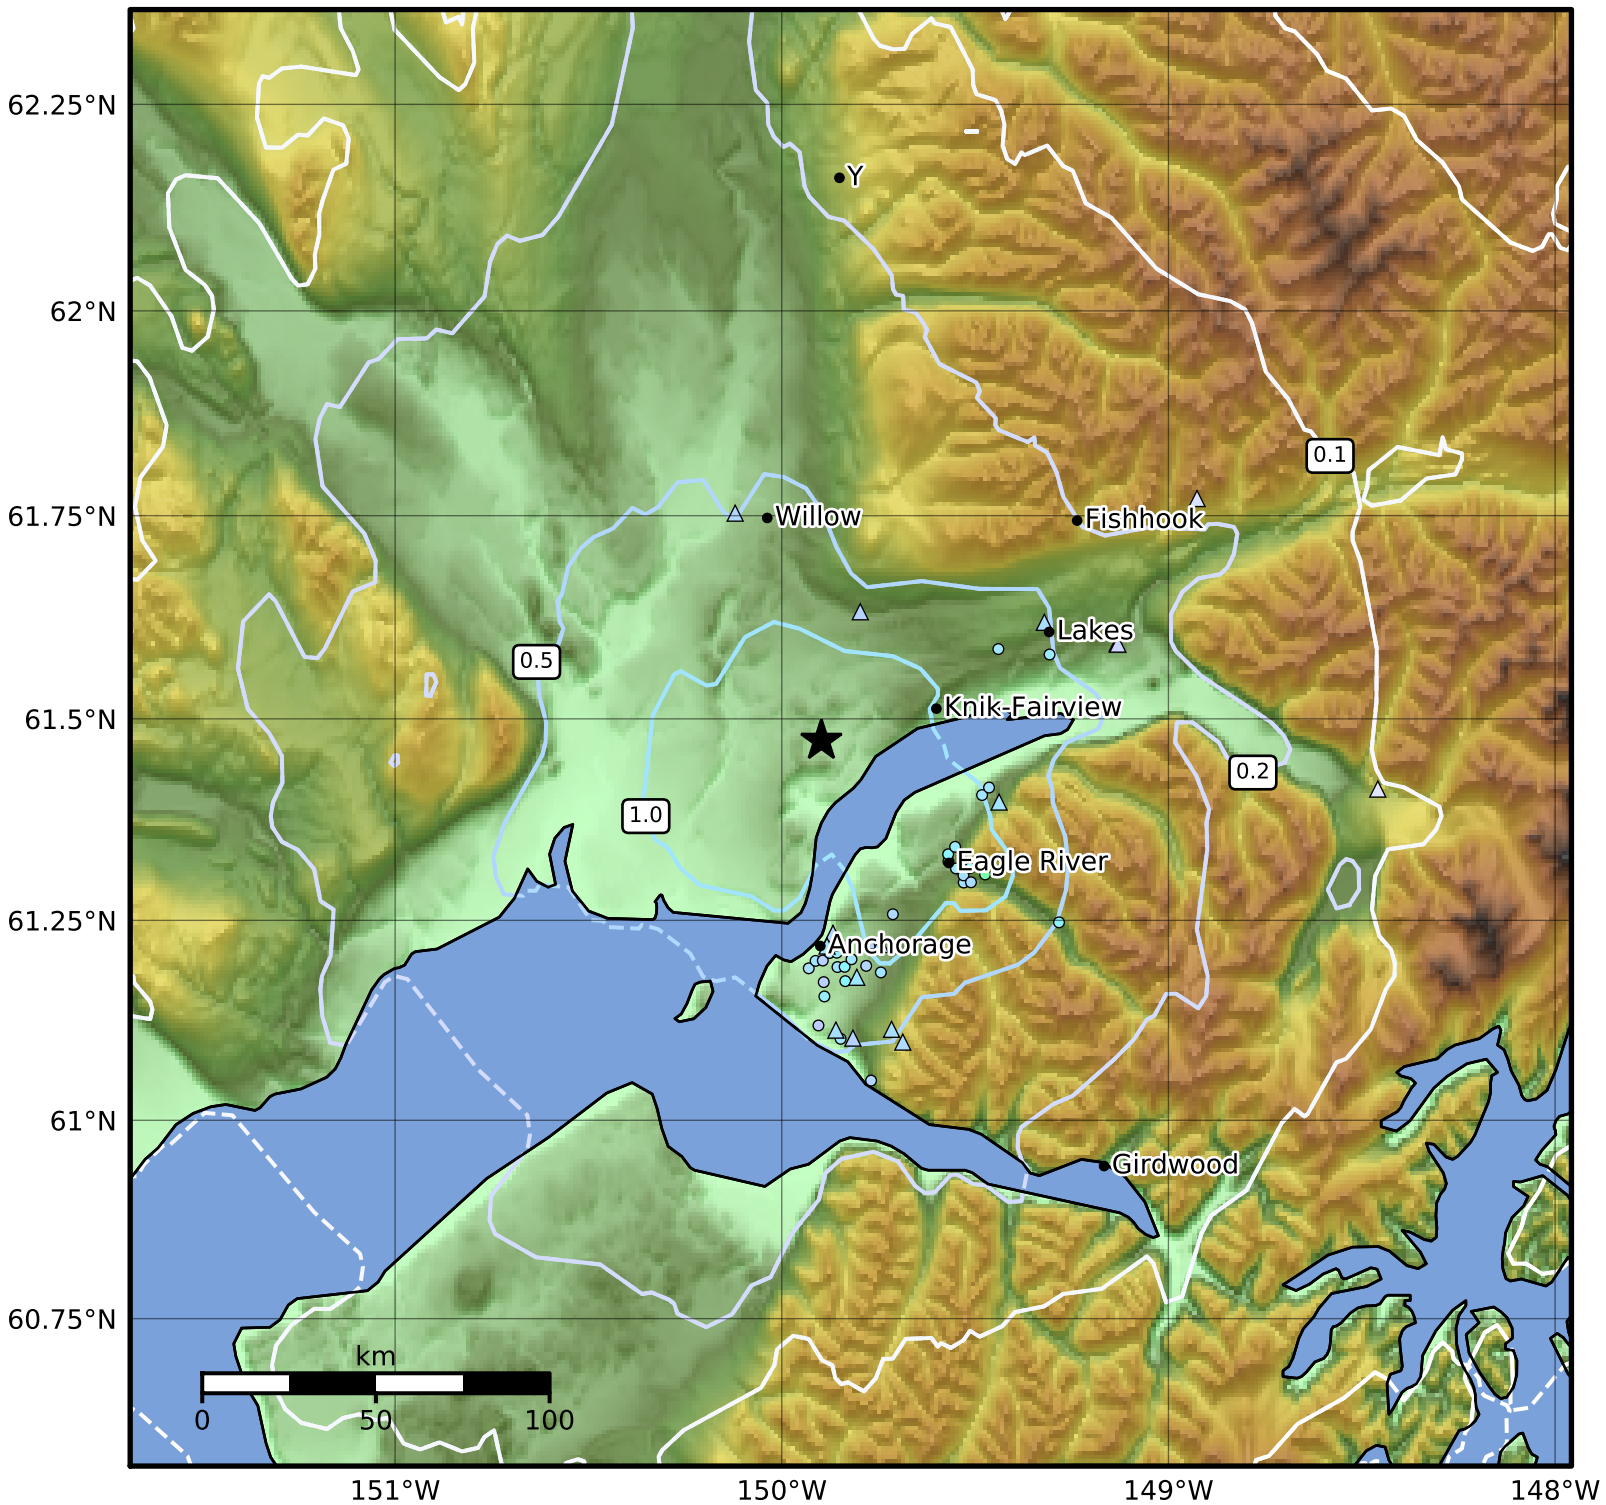 62.25°N
Y
62°N
0.1
61.75°N
Willow
Fishhook
Lakes
0.5
Knik-Fairview
61.5°N
0.2
1.0
Eagle River
61.25°N
Anchorage
61°N
Girdwood
60.75°N
km
0 50 100
151°W 150°W 149°W 148°W